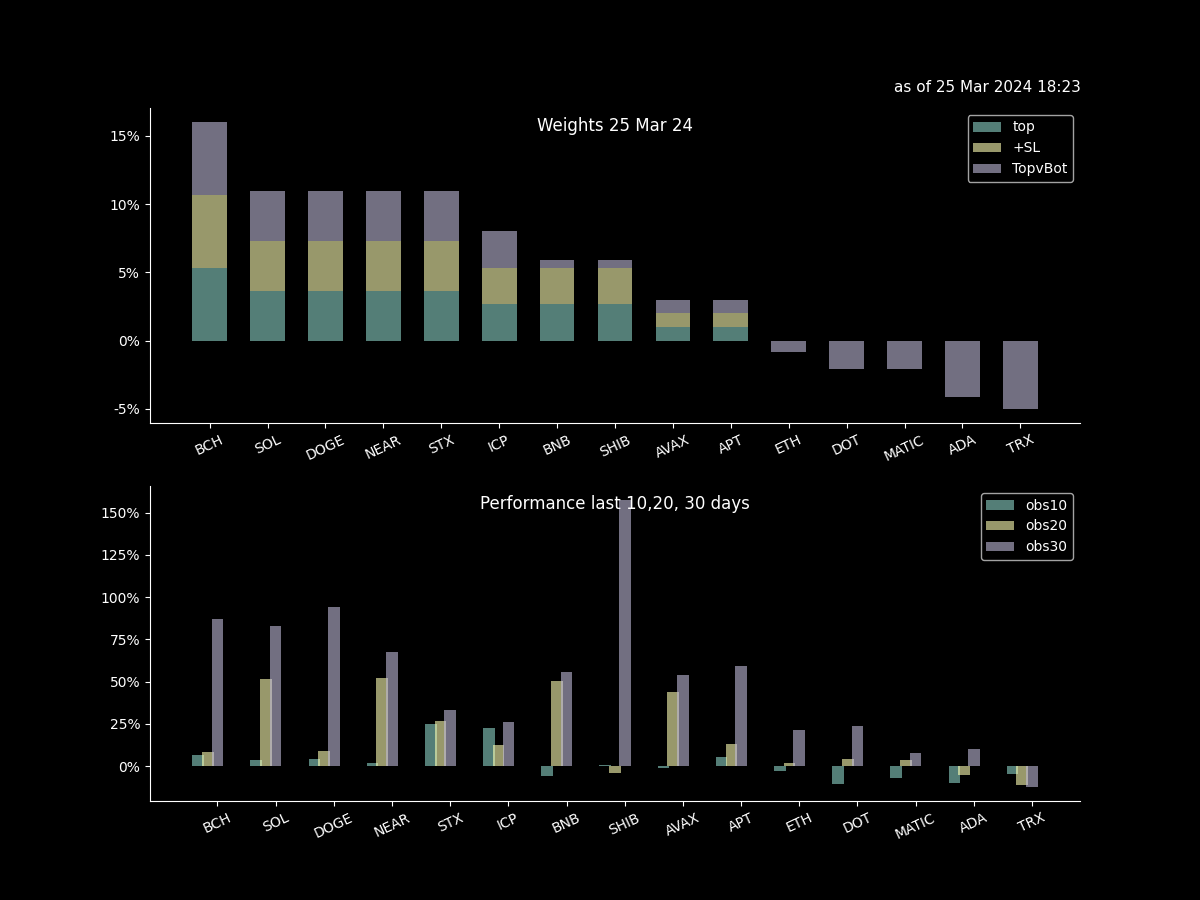 as of 25 Mar 2024 18:23
Weights 25 Mar 24
top
+SL
TopvBot
15%
10%
5%
0%
-5%
BCH SOL DOGE NEAR STX ICP BNB SHIB AVAX APT ETH DOT MATIC ADA TRX
Performance last 10,20, 30 days
obs10
obs20
obs30
150%
125%
100%
75%
50%
25%
0%
BCH SOL DOGE NEAR STX ICP BNB SHIB AVAX APT ETH DOT MATIC ADA TRX